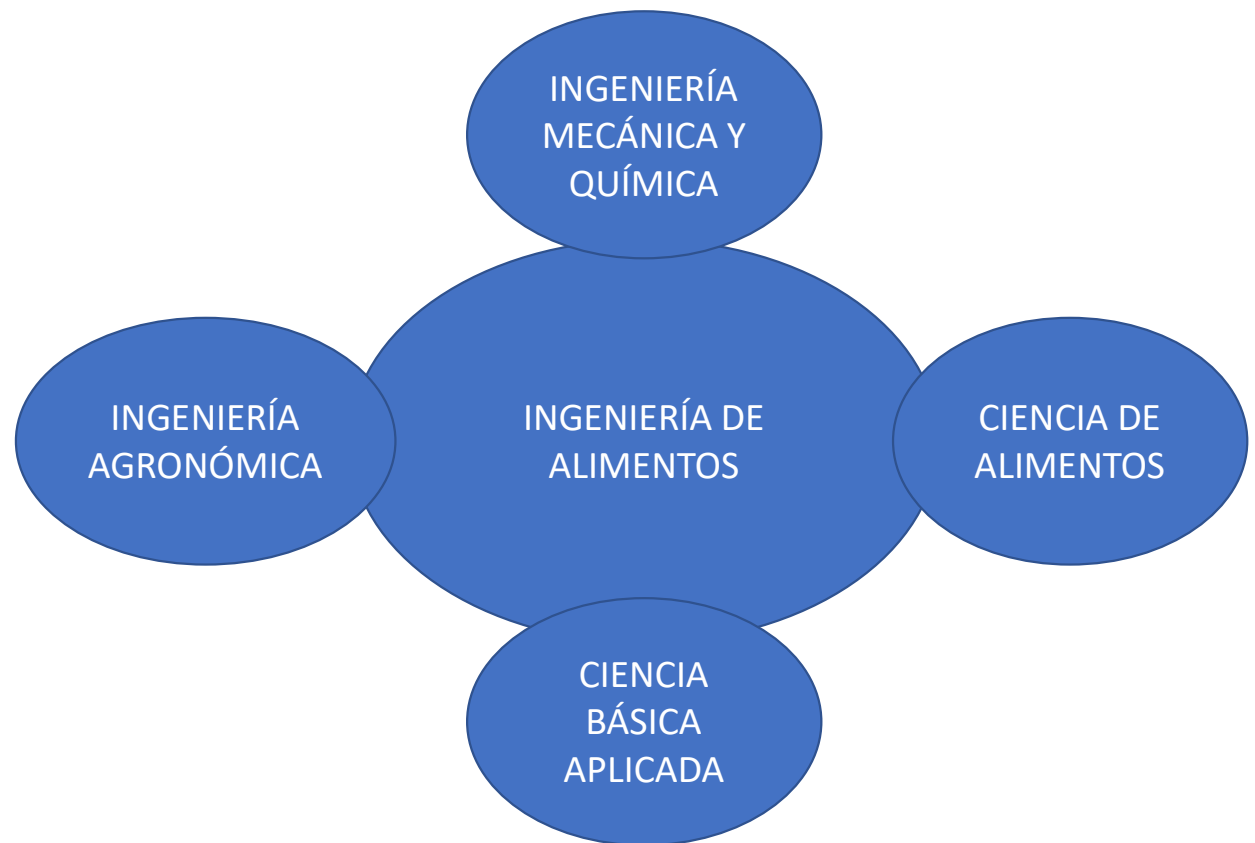 INGENIERÍA
MECÁNICA Y
QUÍMICA
INGENIERÍA
AGRONÓMICA
INGENIERÍA DE
ALIMENTOS
CIENCIA DE
ALIMENTOS
CIENCIA
BÁSICA
APLICADA